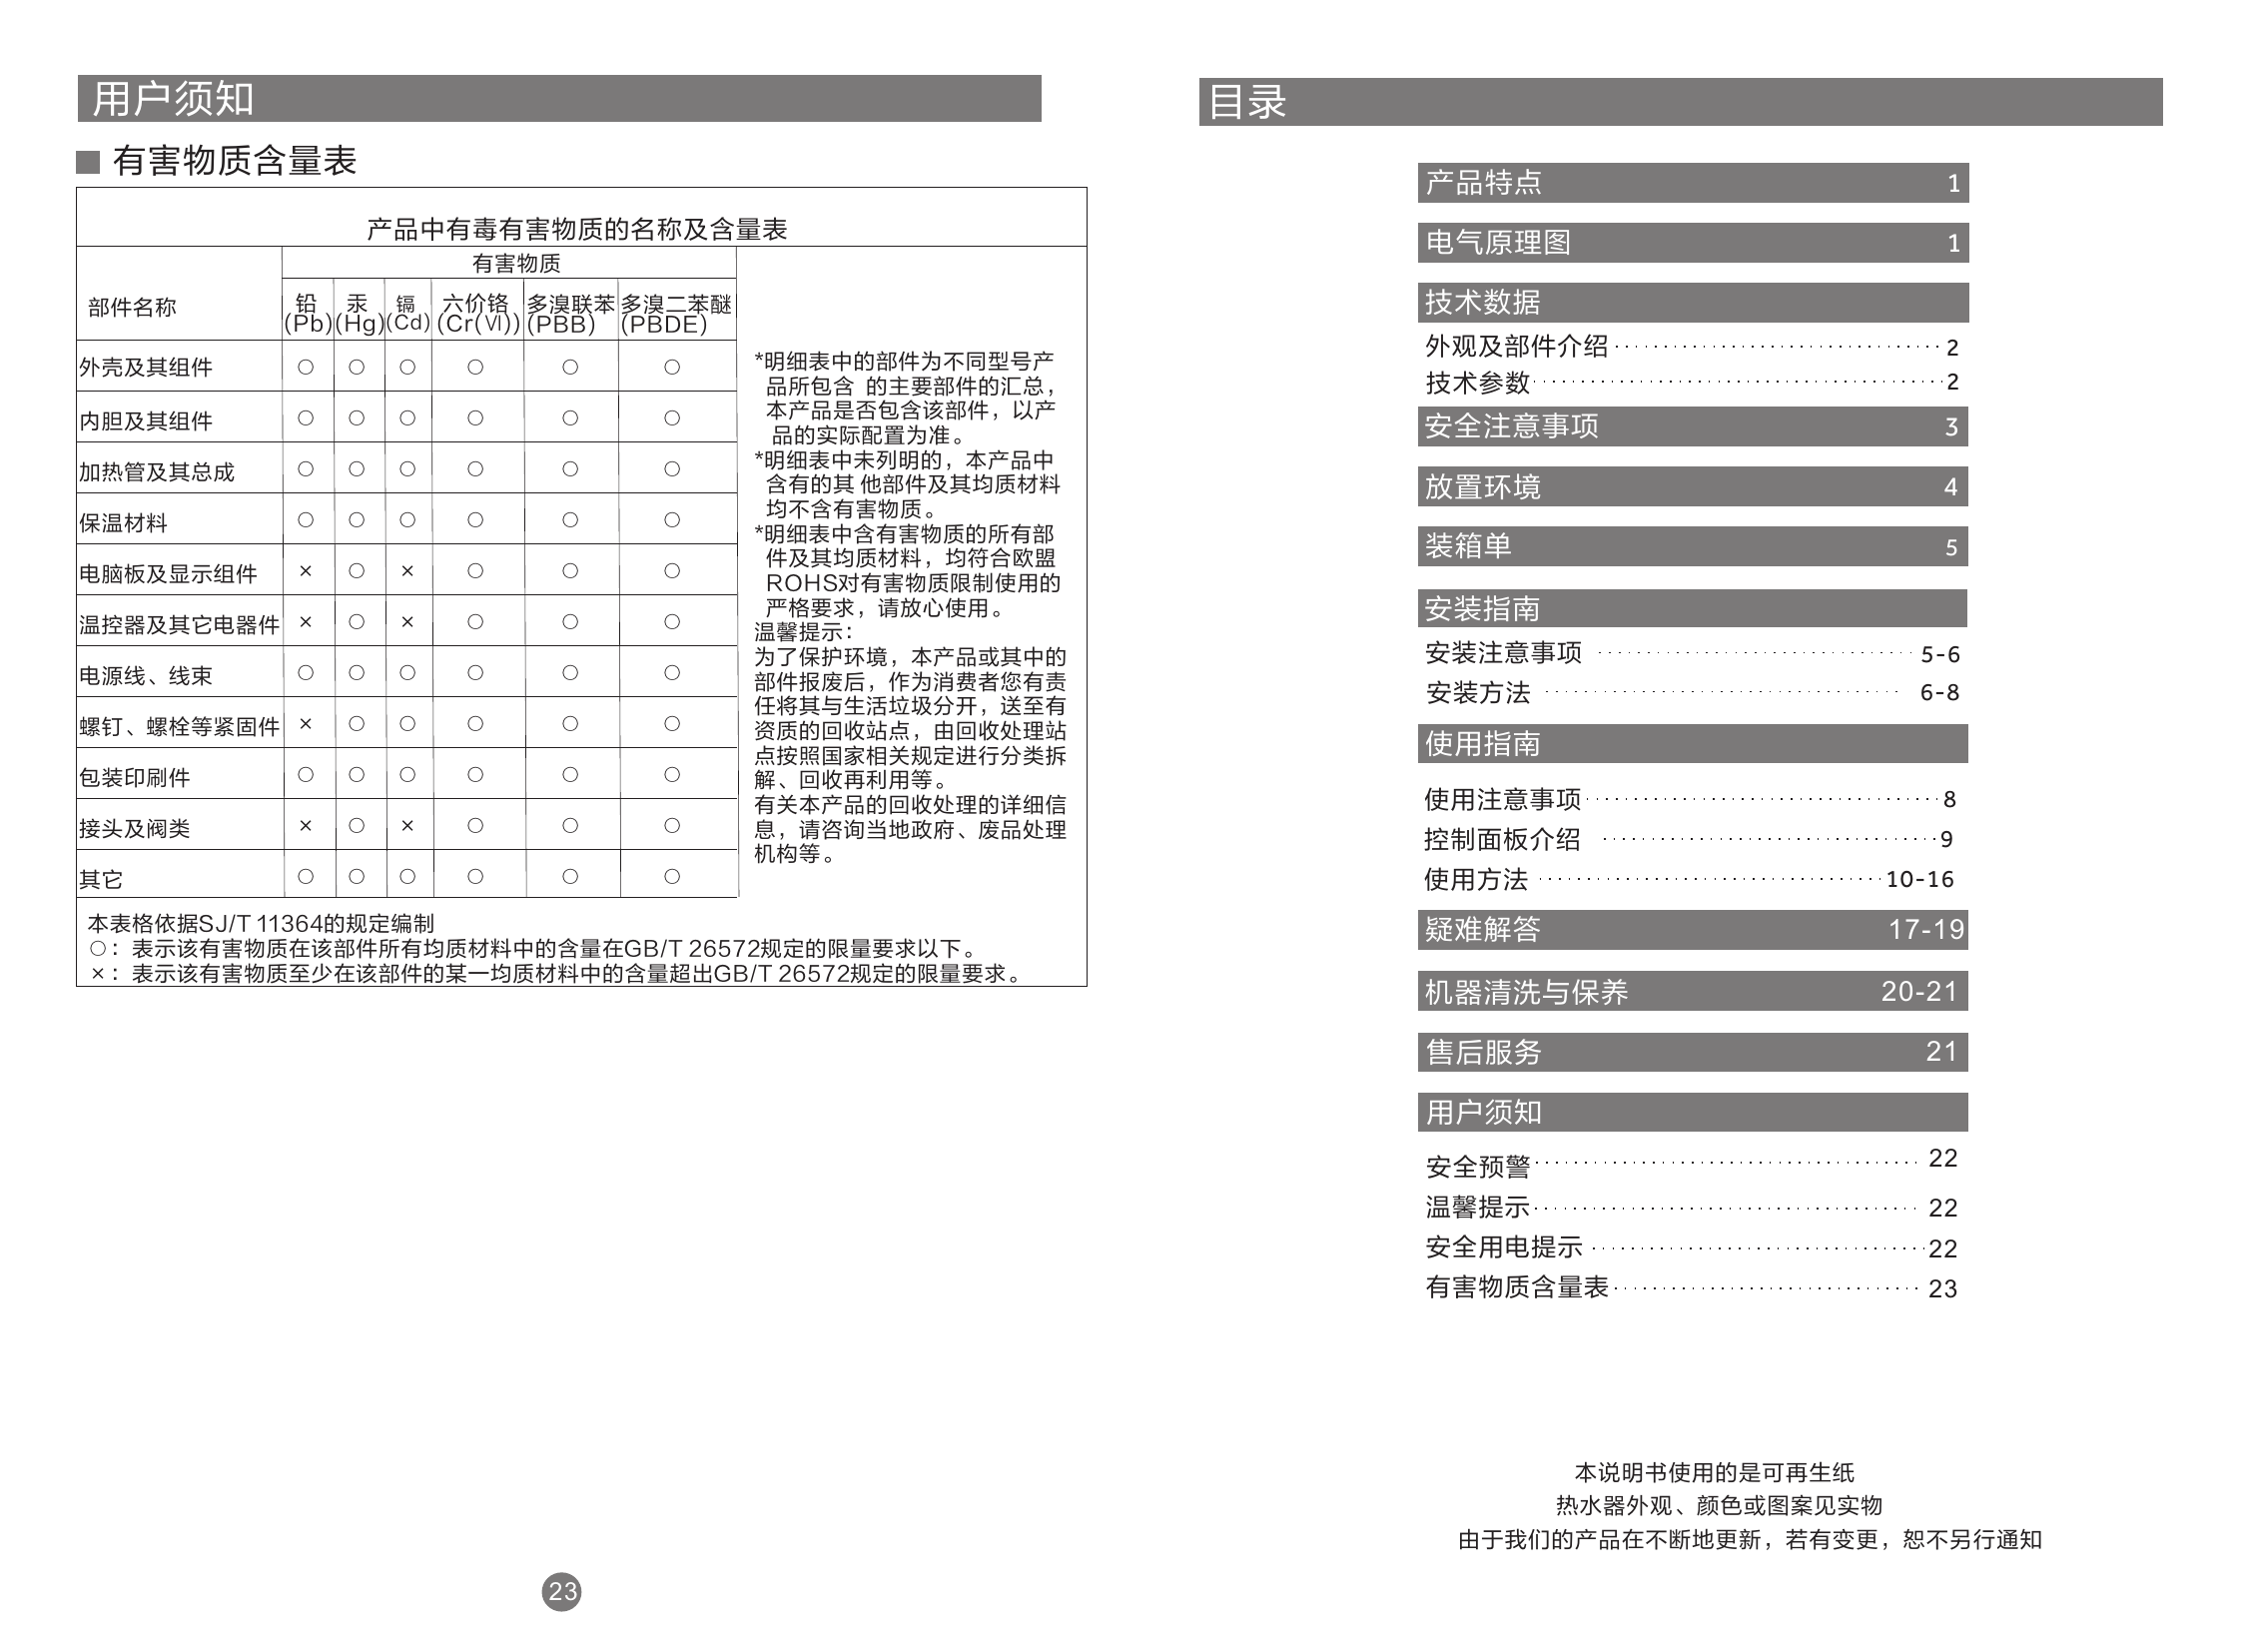 用户须知
有害物质含量表
产品中有毒有害物质的名称及含量表
部件名称
有害物质
铅 汞 镉 六价铬 多溴联苯 多溴二苯醚
(Pb) (Hg) (Cd) (Cr(Ⅵ)) (PBB) (PBDE)
外壳及其组件 ○ ○ ○ ○ ○ ○
内胆及其组件 ○ ○ ○ ○ ○ ○
加热管及其总成 ○ ○ ○ ○ ○ ○
保温材料 ○ ○ ○ ○ ○ ○
电脑板及显示组件 × ○ × ○ ○ ○
温控器及其它电器件 × ○ × ○ ○ ○
电源线、线束 ○ ○ ○ ○ ○ ○
螺钉、螺栓等紧固件 × ○ ○ ○ ○ ○
包装印刷件 ○ ○ ○ ○ ○ ○
接头及阀类 × ○ × ○ ○ ○
其它 ○ ○ ○ ○ ○ ○
*明细表中的部件为不同型号产
品所包含 的主要部件的汇总，
本产品是否包含该部件，以产
品的实际配置为准。
*明细表中未列明的，本产品中
含有的其 他部件及其均质材料
均不含有害物质。
*明细表中含有害物质的所有部
件及其均质材料，均符合欧盟
ROHS对有害物质限制使用的
严格要求，请放心使用。
温馨提示：
为了保护环境，本产品或其中的
部件报废后，作为消费者您有责
任将其与生活垃圾分开，送至有
资质的回收站点，由回收处理站
点按照国家相关规定进行分类拆
解、回收再利用等。
有关本产品的回收处理的详细信
息，请咨询当地政府、废品处理
机构等。
本表格依据SJ/T 11364的规定编制
○：表示该有害物质在该部件所有均质材料中的含量在GB/T 26572规定的限量要求以下。
×：表示该有害物质至少在该部件的某一均质材料中的含量超出GB/T 26572规定的限量要求。
23
目录
产品特点 1
电气原理图 1
技术数据
外观及部件介绍 2
技术参数 2
安全注意事项 3
放置环境 4
装箱单 5
安装指南
安装注意事项 5-6
安装方法 6-8
使用指南
使用注意事项 8
控制面板介绍 9
使用方法 10-16
疑难解答 17-19
机器清洗与保养 20-21
售后服务 21
用户须知
安全预警 22
温馨提示 22
安全用电提示 22
有害物质含量表 23
本说明书使用的是可再生纸
热水器外观、颜色或图案见实物
由于我们的产品在不断地更新，若有变更，恕不另行通知